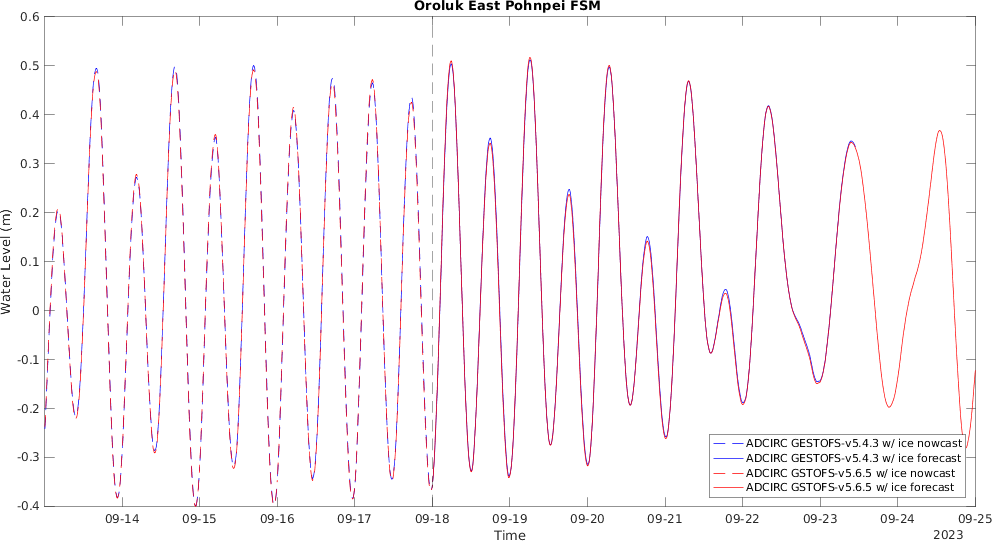 Oroluk East Pohnpei FSM
0.6
0.5
0.4
0.3
0.2
0.1
0
-0.1
-0.2
-0.3
-0.4
Water Level (m)
ADCIRC GESTOFS-v5.4.3 w/ ice nowcast
ADCIRC GESTOFS-v5.4.3 w/ ice forecast
ADCIRC GSTOFS-v5.6.5 w/ ice nowcast
ADCIRC GSTOFS-v5.6.5 w/ ice forecast
09-14 09-15 09-16 09-17 09-18 09-19 09-20 09-21 09-22 09-23 09-24 09-25
Time
2023